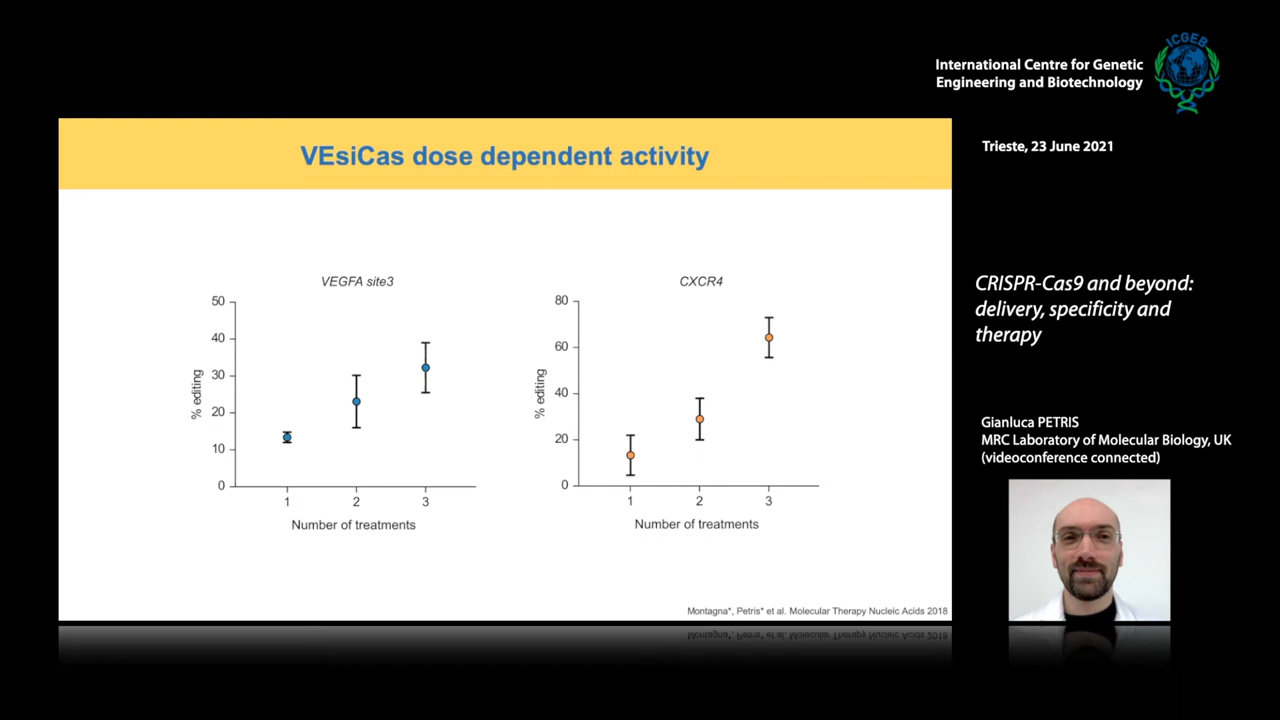 ICGEB
International Centre for Genetic
Engineering and Biotechnology
Trieste, 23 June 2021
VEsiCas dose dependent activity
VEGFA site3
50
40
30
20
10
0
% editing
1 2 3
Number of treatments
CXCR4
80
60
40
20
0
% editing
1 2 3
Number of treatments
Montagna*, Petris* et al. Molecular Therapy Nucleic Acids 2018
CRISPR-Cas9 and beyond:
delivery, specificity and
therapy
Gianluca PETRIS
MRC Laboratory of Molecular Biology, UK
(videoconference connected)